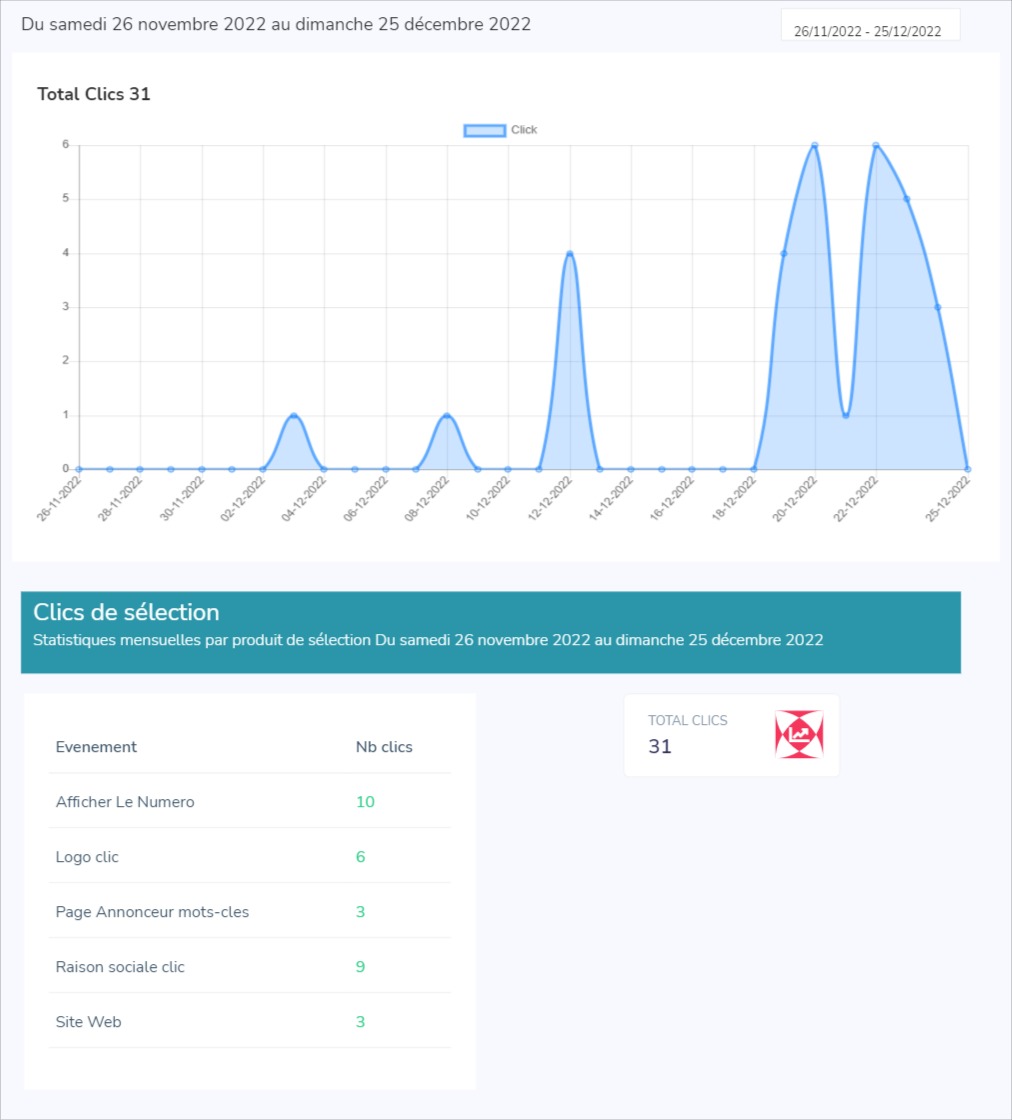 Du samedi 26 novembre 2022 au dimanche 25 décembre 2022
26/11/2022 - 25/12/2022
Total Clics 31
Click
6
5
4
3
2
1
0
26-11-2022
28-11-2022
30-11-2022
02-12-2022
04-12-2022
06-12-2022
08-12-2022
10-12-2022
12-12-2022
14-12-2022
16-12-2022
18-12-2022
20-12-2022
22-12-2022
25-12-2022
Clics de sélection
Statistiques mensuelles par produit de sélection Du samedi 26 novembre 2022 au dimanche 25 décembre 2022
Evenement Nb clics
Afficher Le Numero 10
Logo clic 6
Page Annonceur mots-cles 3
Raison sociale clic 9
Site Web 3
TOTAL CLICS
31